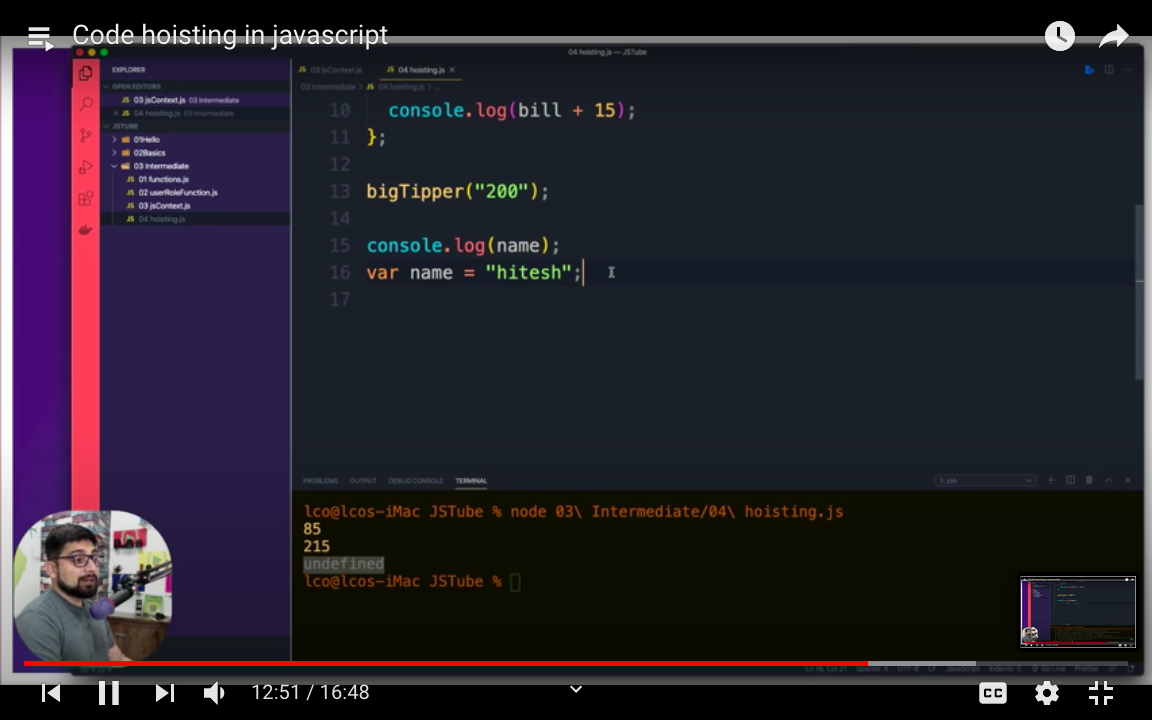 Code hoisting in javascript
04 hoisting.js — JSTube
EXPLORER
OPEN EDITORS
JS 03 jsContext.js 03 Intermediate
JS 04 hoisting.js 03 Intermediate
JSTUBE
01Hello
02Basics
03 Intermediate
JS 01 functions.js
JS 02 userRoleFunction.js
JS 03 jsContext.js
JS 04 hoisting.js
JS 03 jsContext.js
JS 04 hoisting.js
03 Intermediate > JS 04 hoisting.js > ...
10 console.log(bill + 15);
11 };
12
13 bigTipper("200");
14
15 console.log(name);
16 var name = "hitesh";
17
PROBLEMS OUTPUT DEBUG CONSOLE TERMINAL
1: zsh
lco@lcos-iMac JSTube % node 03\ Intermediate/04\ hoisting.js
85
215
undefined
lco@lcos-iMac JSTube %
12:51 / 16:48
CC